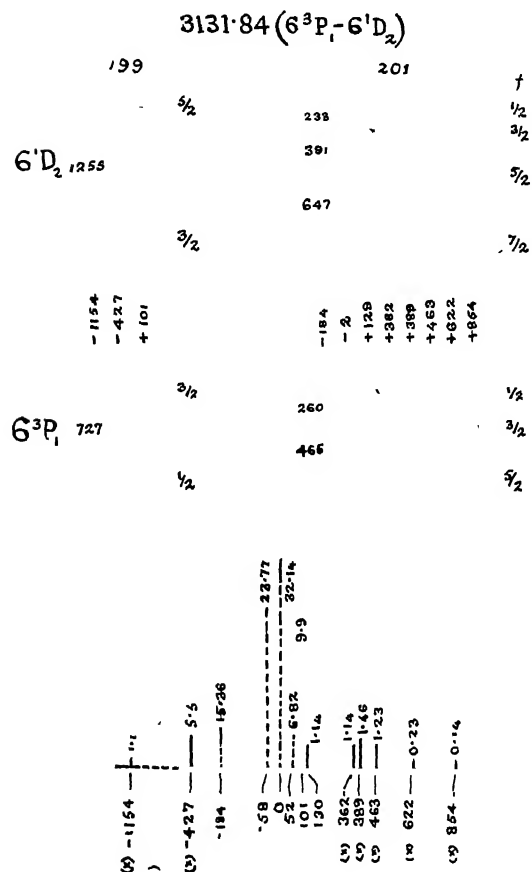 3131·84 (6³P₁-6¹D₂)
199 201
f
5/2 233 1/2
391 3/2
6¹D₂ 1255 5/2
647
3/2 7/2
-1154
-427
+101
-184
-2
+129
+382
+389
+463
+622
+854
3/2 260 1/2
6³P₁ 727 3/2
466
1/2 5/2
(x) -1154 1·1
)
(x) -427 5·5
-184 15·36
-58 23·77
0 32·14
52 6·82
101 9·9
130 1·14
(x) 362 1·14
(x) 389 1·46
(x) 463 1·23
(x) 622 0·23
(x) 854 0·14